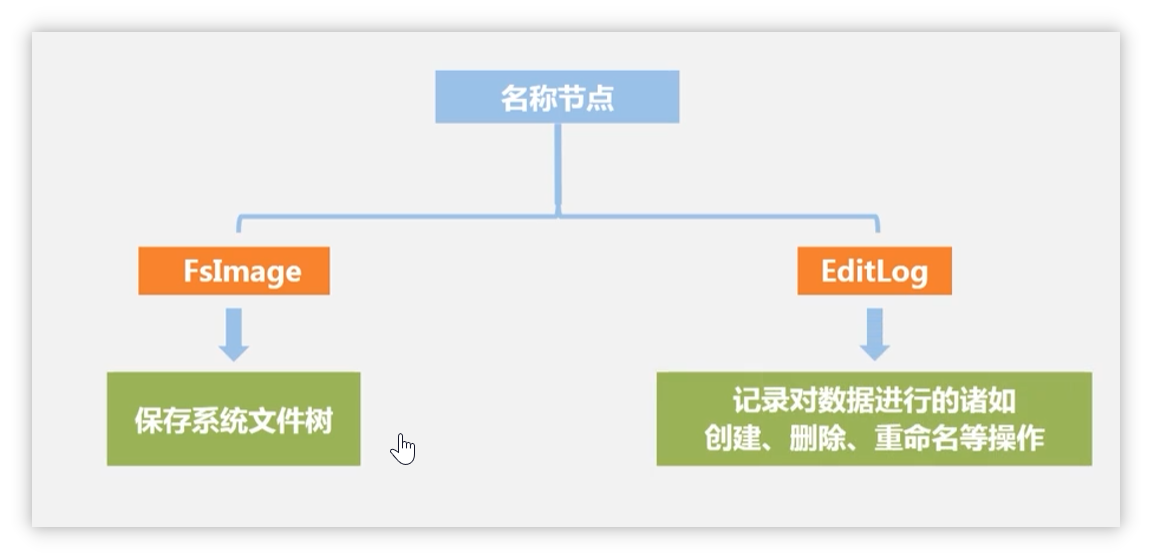 名称节点
FsImage
EditLog
保存系统文件树
记录对数据进行的诸如
创建、删除、重命名等操作